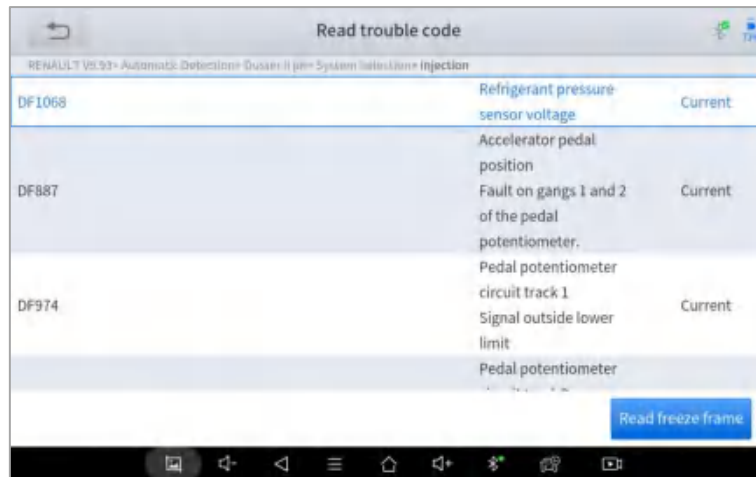 Read trouble code
RENAULT V9.93> Automatic Detection> Duster II ph> System Selection> Injection
DF1068
Refrigerant pressure
sensor voltage
Current
DF887
Accelerator pedal
position
Fault on gangs 1 and 2
of the pedal
potentiometer.
Current
DF974
Pedal potentiometer
circuit track 1
Signal outside lower
limit
Current
Pedal potentiometer
Read freeze frame